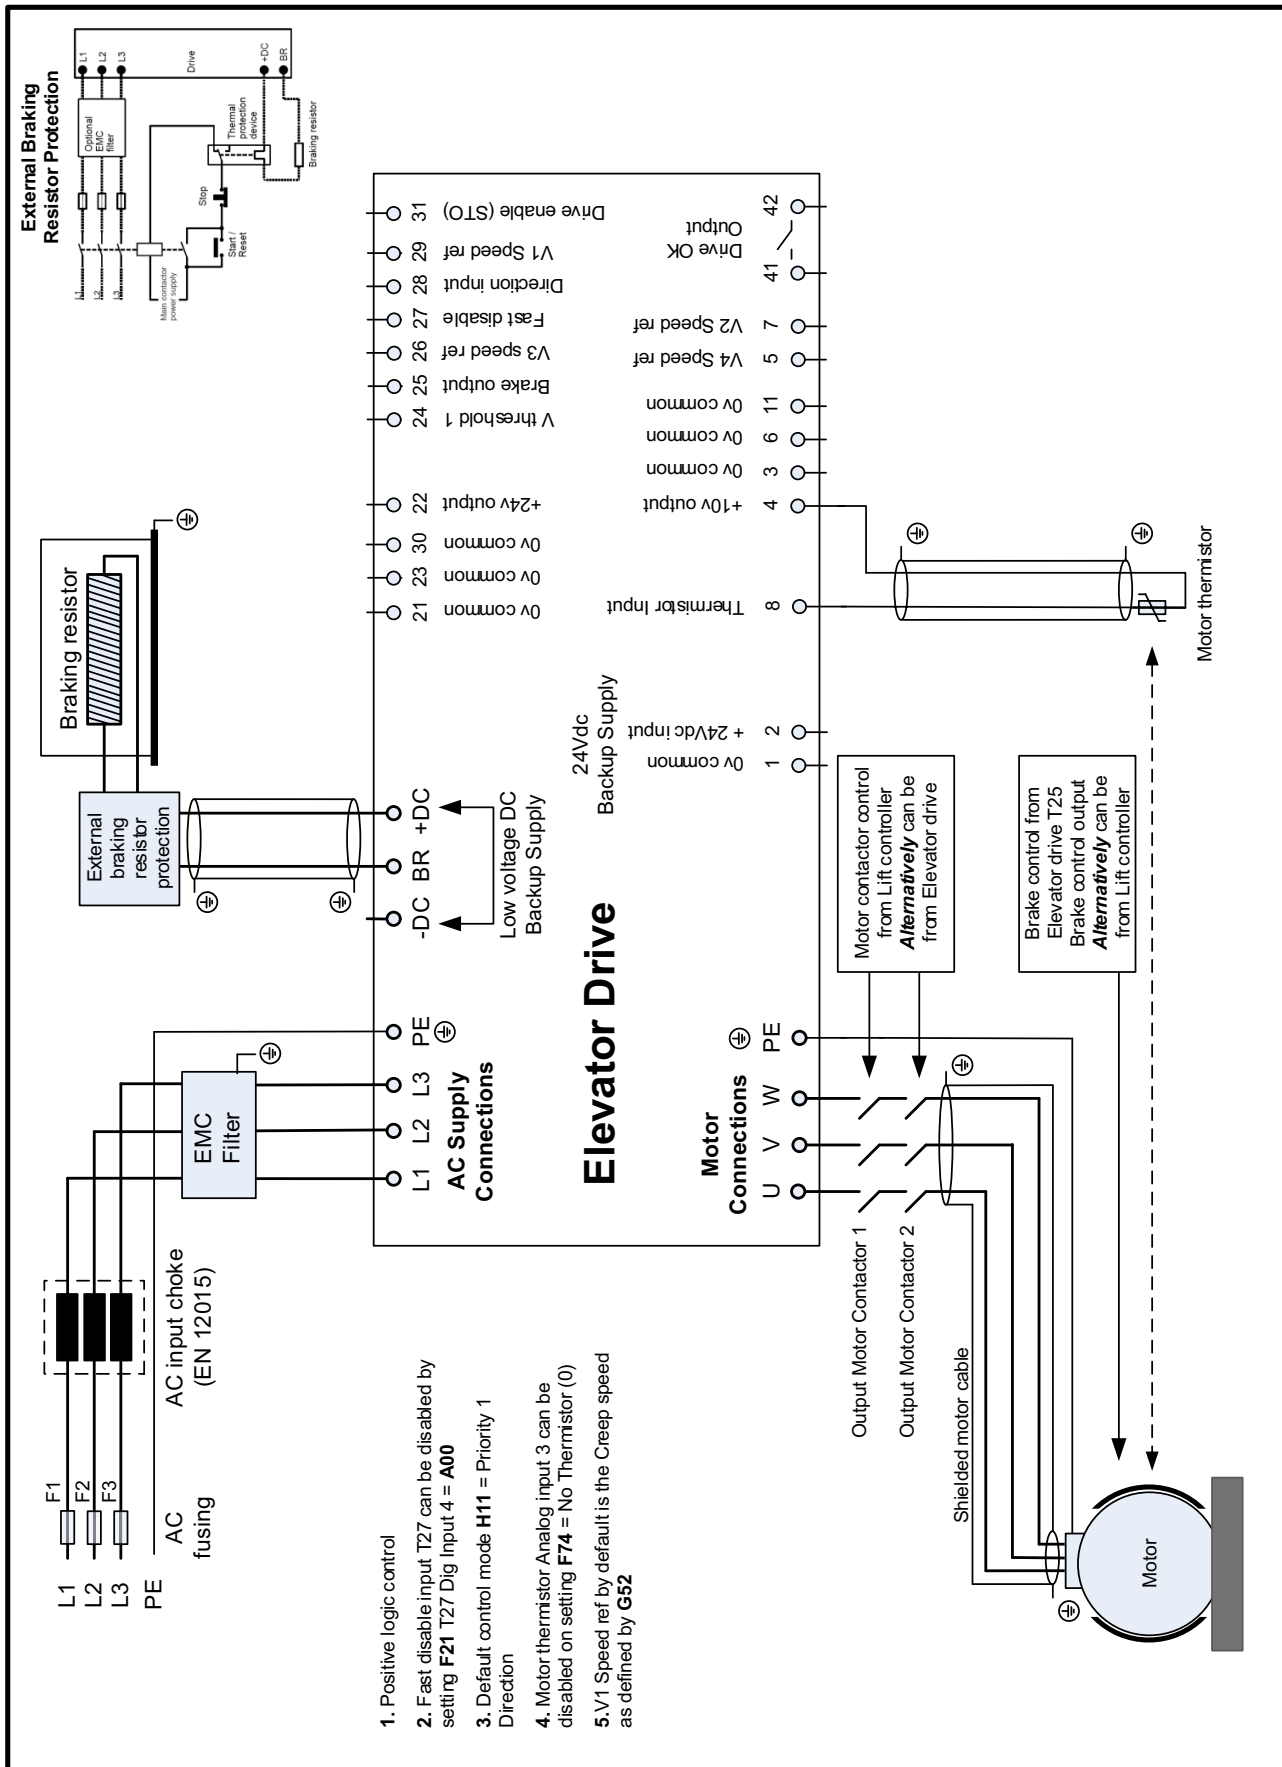 External Braking
Resistor Protection
L1
L2
L3
Main contactor
power supply
Start /
Reset
Stop
Optional
EMC
filter
Thermal
protection
device
Braking resistor
L1
L2
L3
Drive
+DC
BR
L1
L2
L3
PE
F1
F2
F3
AC
fusing
AC input choke
(EN 12015)
EMC
Filter
External
braking
resistor
protection
Braking resistor
L1
L2
L3
PE
AC Supply
Connections
-DC
BR
+DC
Low voltage DC
Backup Supply
21
0v common
23
0v common
30
0v common
22
+24v output
24
V threshold 1
25
Brake output
26
V3 speed ref
27
Fast disable
28
Direction input
29
V1 Speed ref
31
Drive enable (STO)
Elevator Drive
24Vdc
Backup Supply
Motor
Connections
U
V
W
PE
0v common
1
+ 24Vdc input
2
Thermistor Input
8
+10v output
4
0v common
3
0v common
6
0v common
11
V4 Speed ref
5
V2 Speed ref
7
Drive OK
Output
41
42
Output Motor Contactor 1
Output Motor Contactor 2
Shielded motor cable
Motor contactor control
from Lift controller
Alternatively can be
from Elevator drive
Brake control from
Elevator drive T25
Brake control output
Alternatively can be
from Lift controller
Motor thermistor
Motor
1. Positive logic control
2. Fast disable input T27 can be disabled by
setting F21 T27 Dig Input 4 = A00
3. Default control mode H11 = Priority 1
Direction
4. Motor thermistor Analog input 3 can be
disabled on setting F74 = No Thermistor (0)
5.V1 Speed ref by default is the Creep speed
as defined by G52